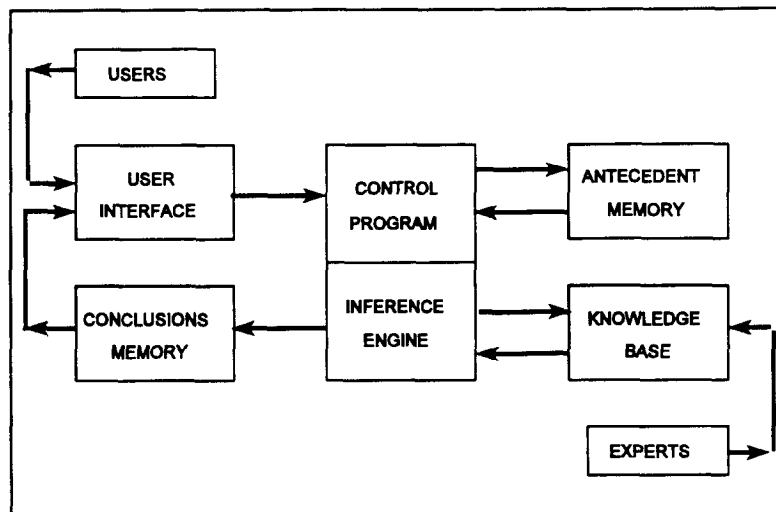 USERS
USER
INTERFACE
CONTROL
PROGRAM
ANTECEDENT
MEMORY
CONCLUSIONS
MEMORY
INFERENCE
ENGINE
KNOWLEDGE
BASE
EXPERTS